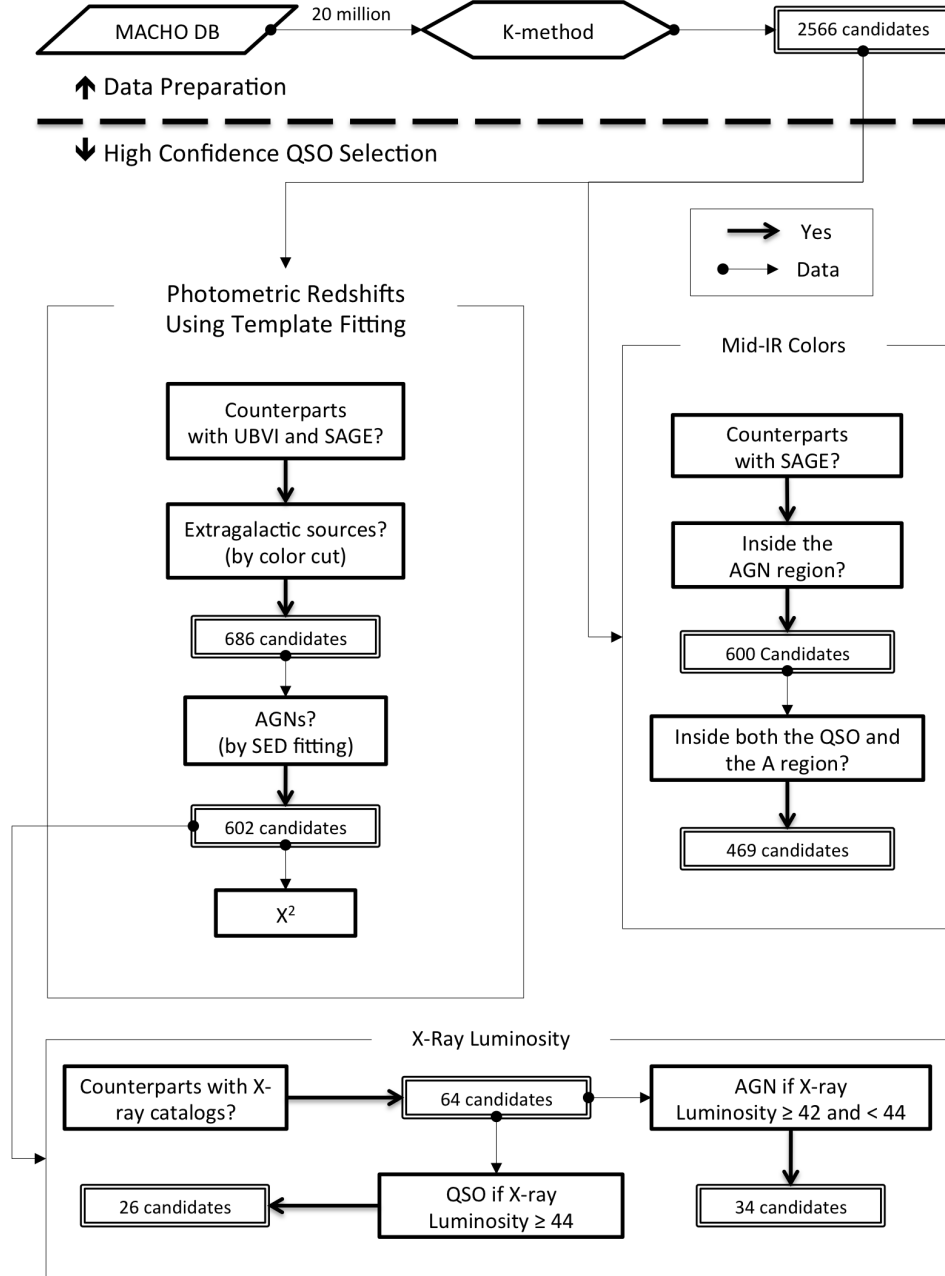 MACHO DB
20 million
K-method
2566 candidates
Data Preparation
High Confidence QSO Selection
Yes
Data
Photometric Redshifts
Using Template Fitting
Counterparts
with UBVI and SAGE?
Extragalactic sources?
(by color cut)
686 candidates
AGNs?
(by SED fitting)
602 candidates
X²
Mid-IR Colors
Counterparts
with SAGE?
Inside the
AGN region?
600 Candidates
Inside both the QSO and
the A region?
469 candidates
X-Ray Luminosity
Counterparts with X-
ray catalogs?
64 candidates
AGN if X-ray
Luminosity ≥ 42 and < 44
26 candidates
QSO if X-ray
Luminosity ≥ 44
34 candidates